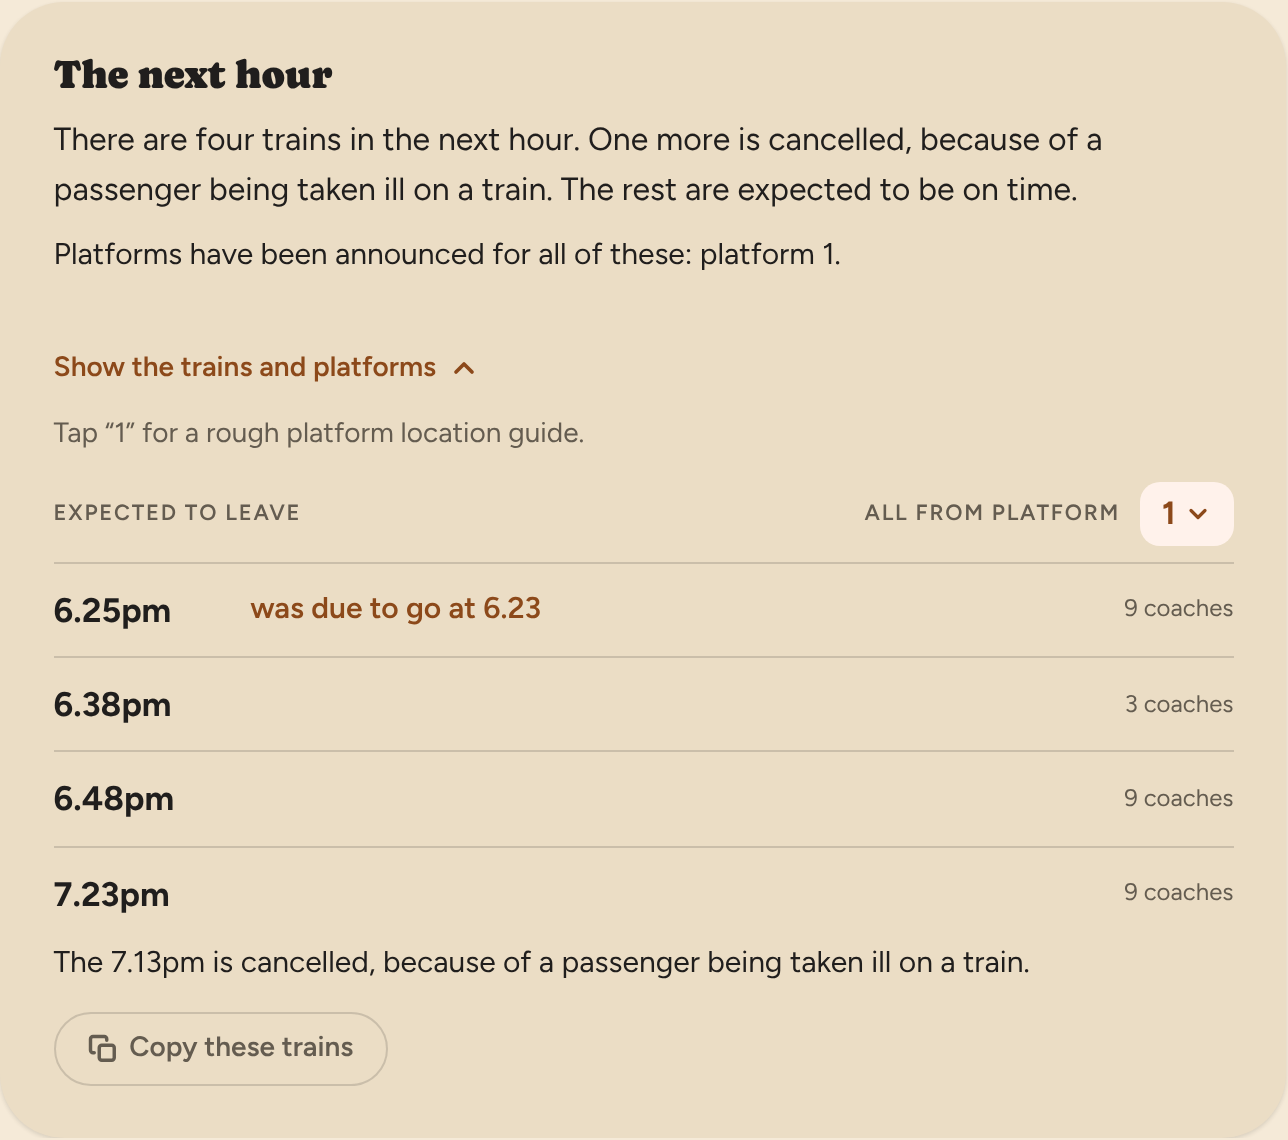 The next hour
There are four trains in the next hour. One more is cancelled, because of a
passenger being taken ill on a train. The rest are expected to be on time.
Platforms have been announced for all of these: platform 1.
Show the trains and platforms
Tap “1” for a rough platform location guide.
EXPECTED TO LEAVE ALL FROM PLATFORM 1
6.25pm was due to go at 6.23 9 coaches
6.38pm 3 coaches
6.48pm 9 coaches
7.23pm 9 coaches
The 7.13pm is cancelled, because of a passenger being taken ill on a train.
Copy these trains